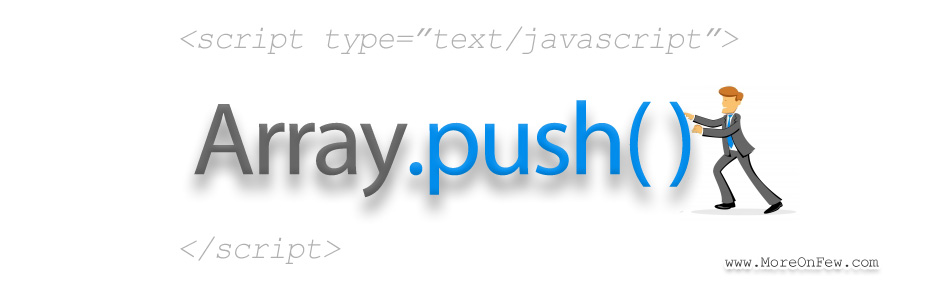 <script type=”text/javascript”>
Array.push()
</script>
www.MoreOnFew.com